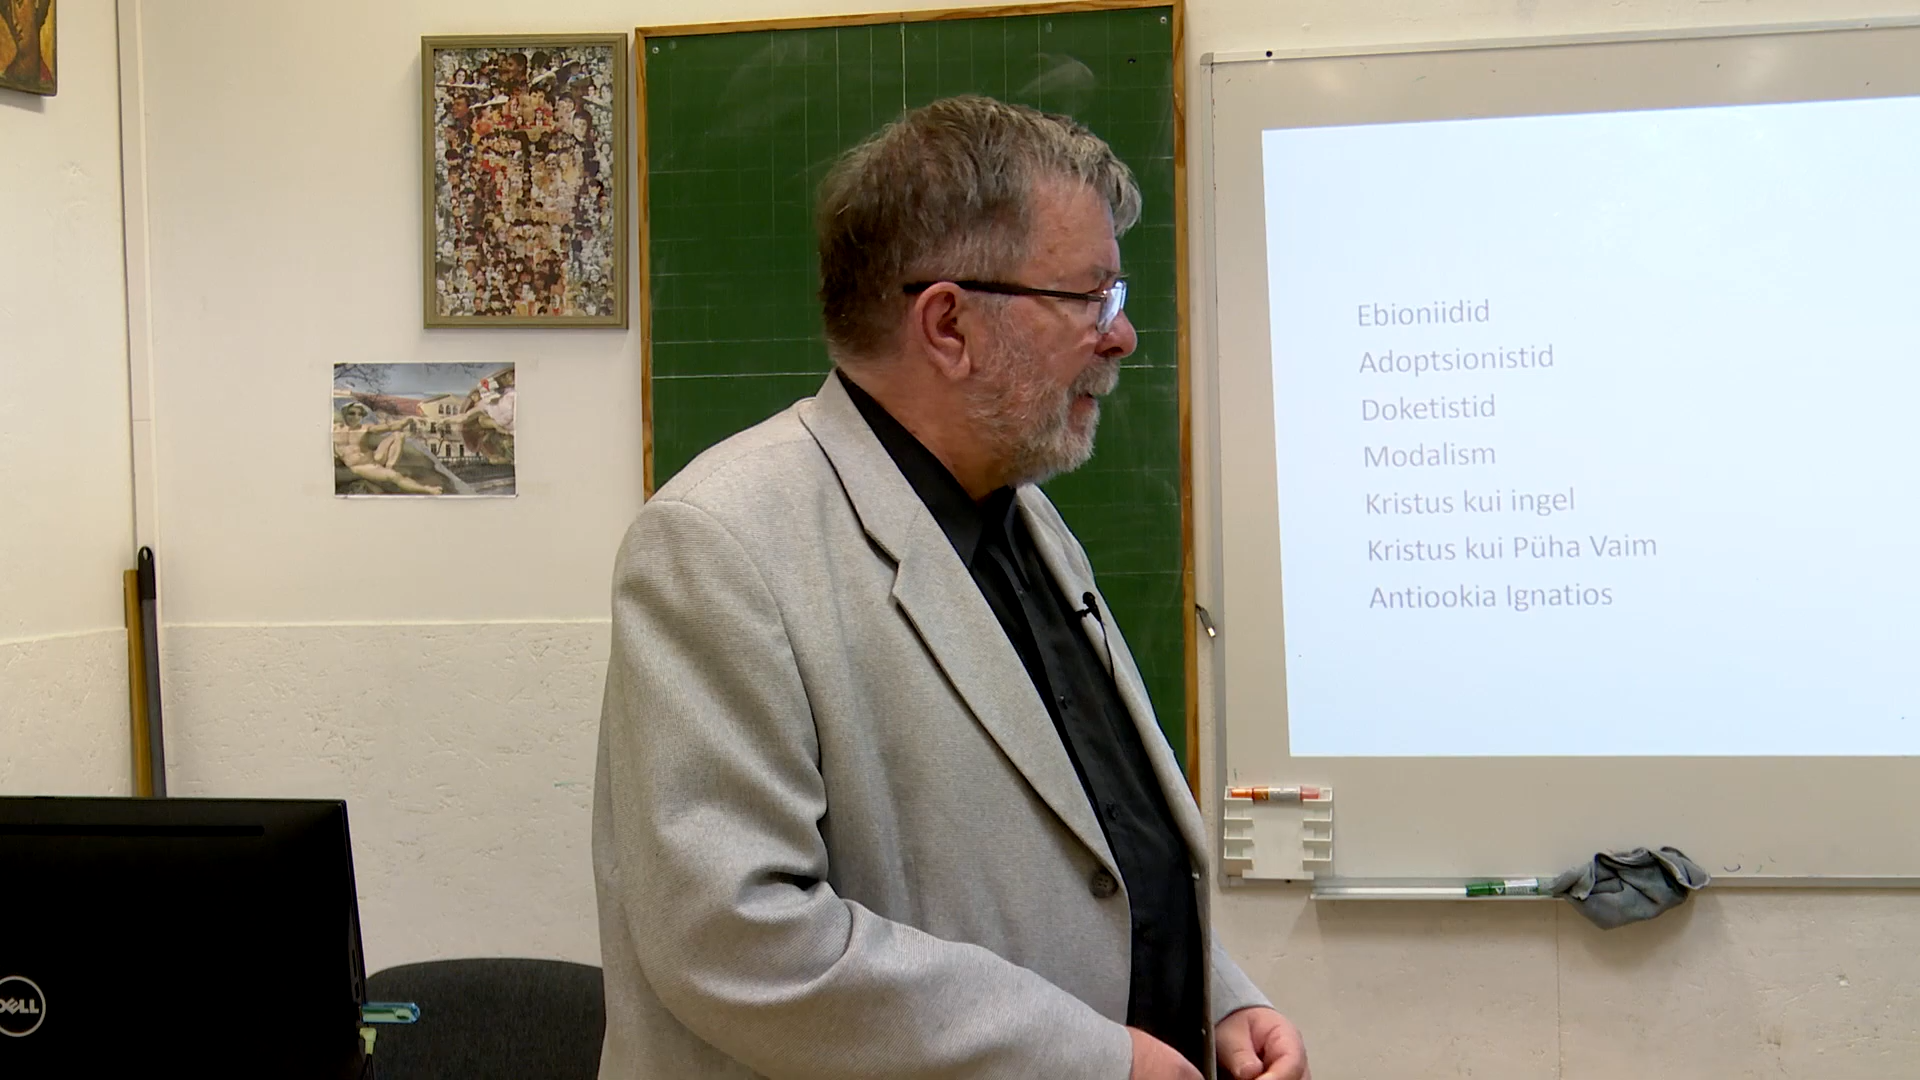 Ebioniidid
Adoptsionistid
Doketistid
Modalism
Kristus kui ingel
Kristus kui Püha Vaim
Antiookia Ignatios
DELL